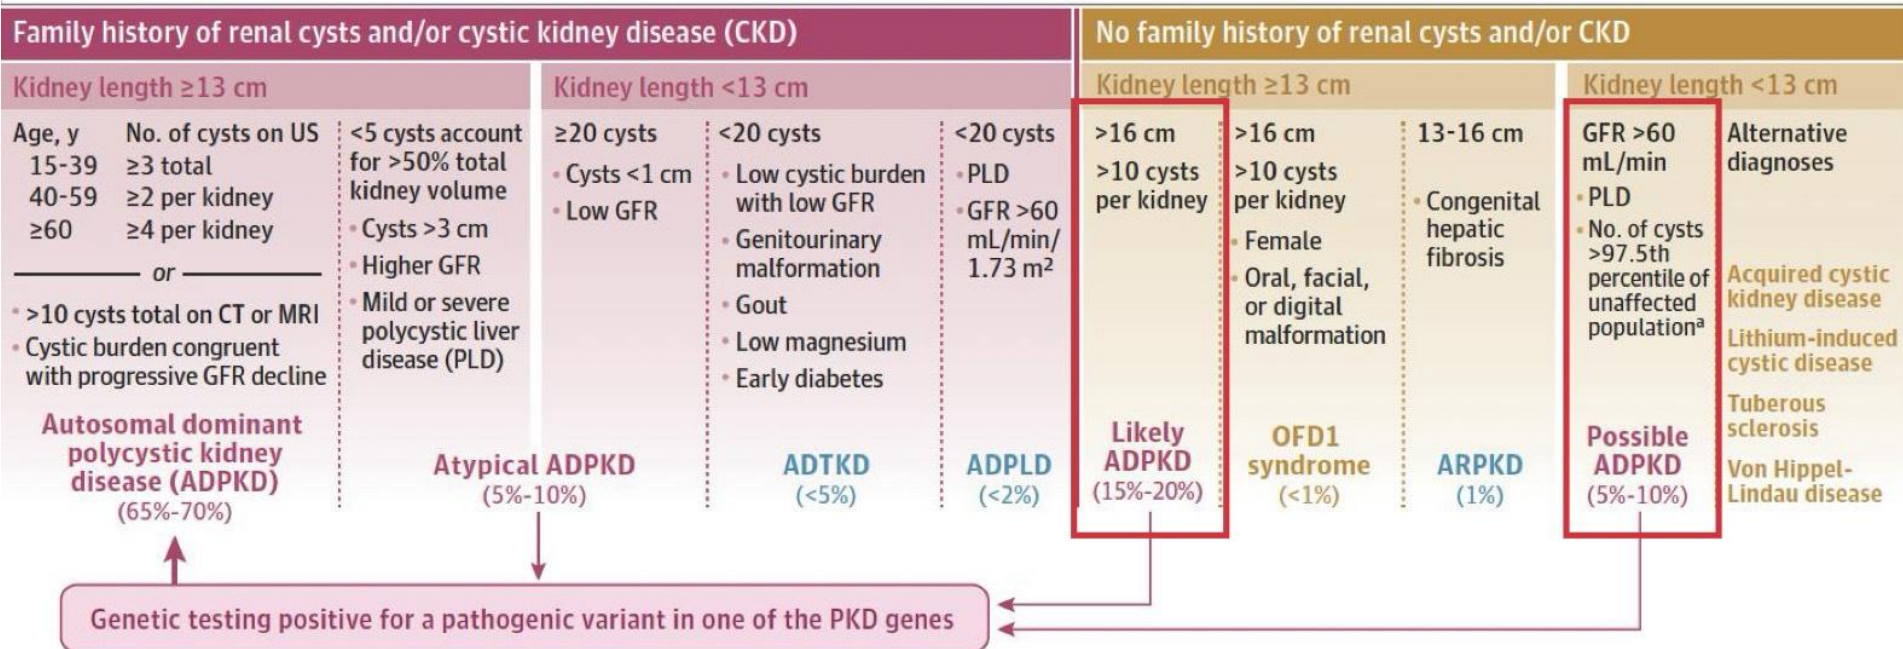 Family history of renal cysts and/or cystic kidney disease (CKD)
Kidney length ≥13 cm
Age, y No. of cysts on US
15-39 ≥3 total
40-59 ≥2 per kidney
≥60 ≥4 per kidney
or
• >10 cysts total on CT or MRI
• Cystic burden congruent
with progressive GFR decline
Autosomal dominant
polycystic kidney
disease (ADPKD)
(65%-70%)
<5 cysts account
for >50% total
kidney volume
• Cysts >3 cm
• Higher GFR
• Mild or severe
polycystic liver
disease (PLD)
Kidney length <13 cm
≥20 cysts
• Cysts <1 cm
• Low GFR
Atypical ADPKD
(5%-10%)
<20 cysts
• Low cystic burden
with low GFR
• Genitourinary
malformation
• Gout
• Low magnesium
• Early diabetes
ADTKD
(<5%)
<20 cysts
• PLD
• GFR >60
mL/min/
1.73 m²
ADPLD
(<2%)
No family history of renal cysts and/or CKD
Kidney length ≥13 cm
>16 cm
>10 cysts
per kidney
Likely
ADPKD
(15%-20%)
>16 cm
>10 cysts
per kidney
• Female
• Oral, facial,
or digital
malformation
OFD1
syndrome
(<1%)
13-16 cm
• Congenital
hepatic
fibrosis
ARPKD
(1%)
Kidney length <13 cm
GFR >60
mL/min
• PLD
• No. of cysts
>97.5th
percentile of
unaffected
populationᵃ
Possible
ADPKD
(5%-10%)
Alternative
diagnoses
Acquired cystic
kidney disease
Lithium-induced
cystic disease
Tuberous
sclerosis
Von Hippel-
Lindau disease
Genetic testing positive for a pathogenic variant in one of the PKD genes